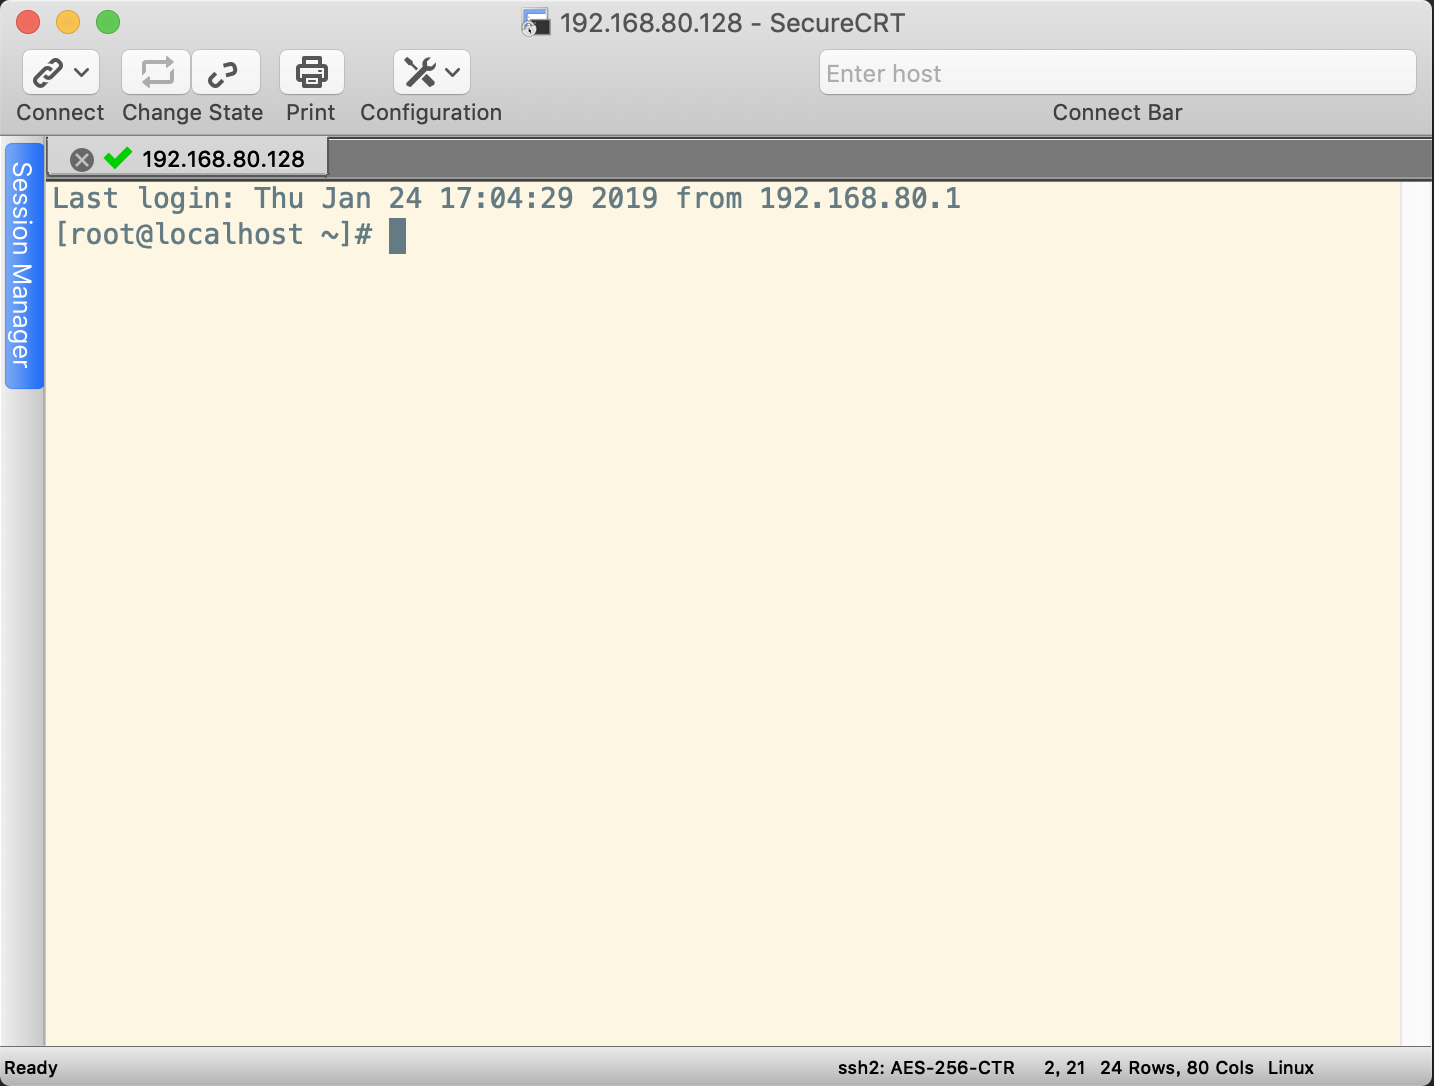 192.168.80.128 - SecureCRT
Enter host
Connect Change State Print Configuration Connect Bar
192.168.80.128
Session Manager
Last login: Thu Jan 24 17:04:29 2019 from 192.168.80.1
[root@localhost ~]#
Ready ssh2: AES-256-CTR 2, 21 24 Rows, 80 Cols Linux